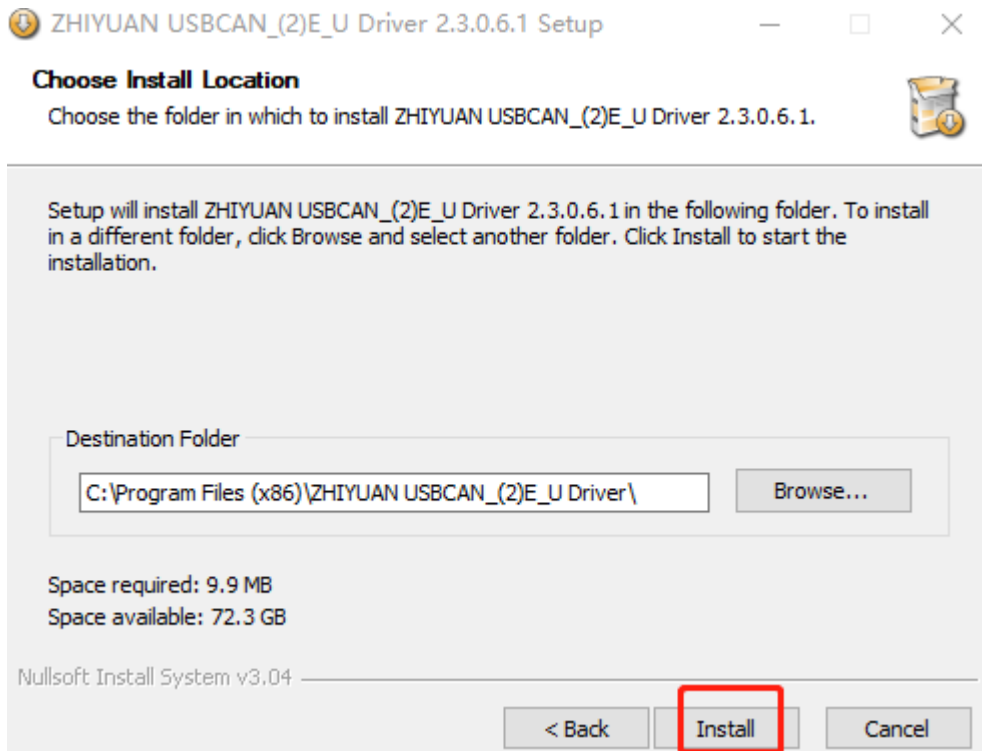 ZHIYUAN USBCAN_(2)E_U Driver 2.3.0.6.1 Setup
Choose Install Location
Choose the folder in which to install ZHIYUAN USBCAN_(2)E_U Driver 2.3.0.6.1.
Setup will install ZHIYUAN USBCAN_(2)E_U Driver 2.3.0.6.1 in the following folder. To install
in a different folder, click Browse and select another folder. Click Install to start the
installation.
Destination Folder
C:\Program Files (x86)\ZHIYUAN USBCAN_(2)E_U Driver\
Browse...
Space required: 9.9 MB
Space available: 72.3 GB
Nullsoft Install System v3.04
< Back
Install
Cancel